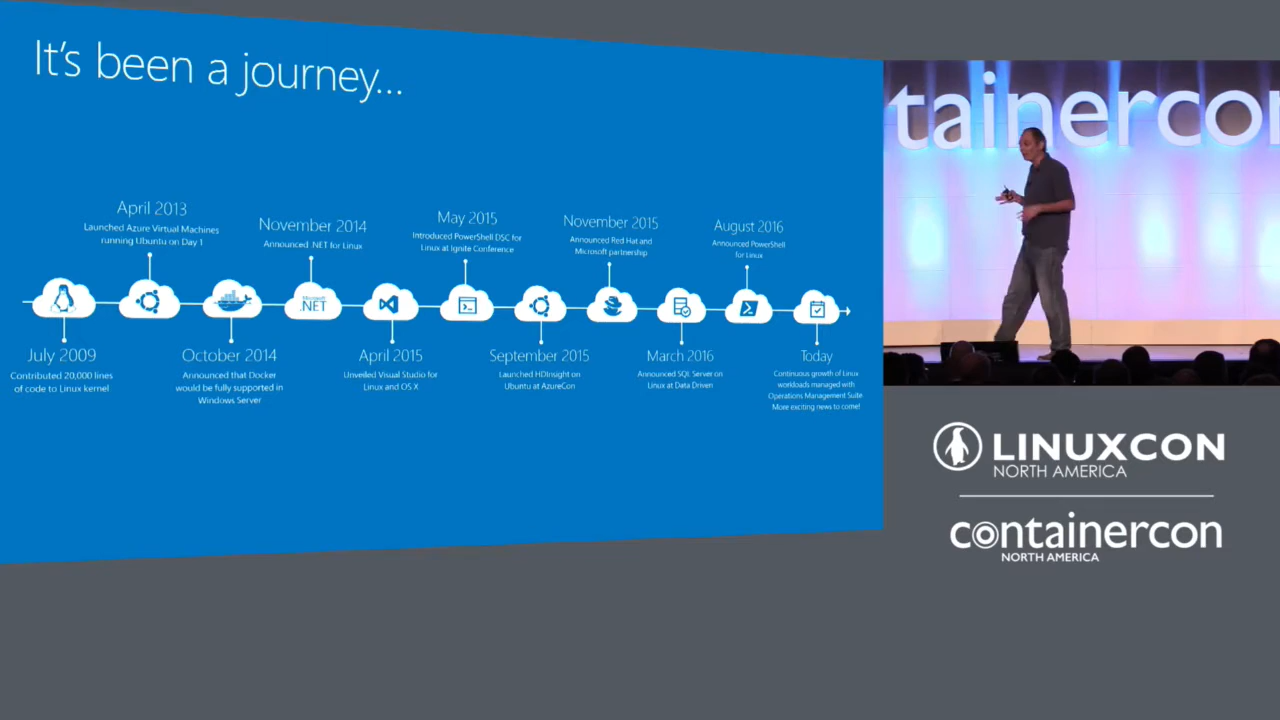 It's been a journey...
April 2013
Launched Azure Virtual Machines
running Ubuntu on Day 1
November 2014
Announced .NET for Linux
May 2015
Introduced PowerShell DSC for
Linux at Ignite Conference
November 2015
Announced Red Hat and
Microsoft partnership
August 2016
Announced PowerShell
for Linux
Microsoft
.NET
July 2009
Contributed 20,000 lines
of code to Linux kernel
October 2014
Announced that Docker
would be fully supported in
Windows Server
April 2015
Unveiled Visual Studio for
Linux and OS X
September 2015
Launched HDInsight on
Ubuntu at AzureCon
March 2016
Announced SQL Server on
Linux at Data Driven
Today
Continuous growth of Linux
workloads managed with
Operations Management Suite
More exciting news to come!
tainercon
LINUXCON
NORTH AMERICA
containercon
NORTH AMERICA